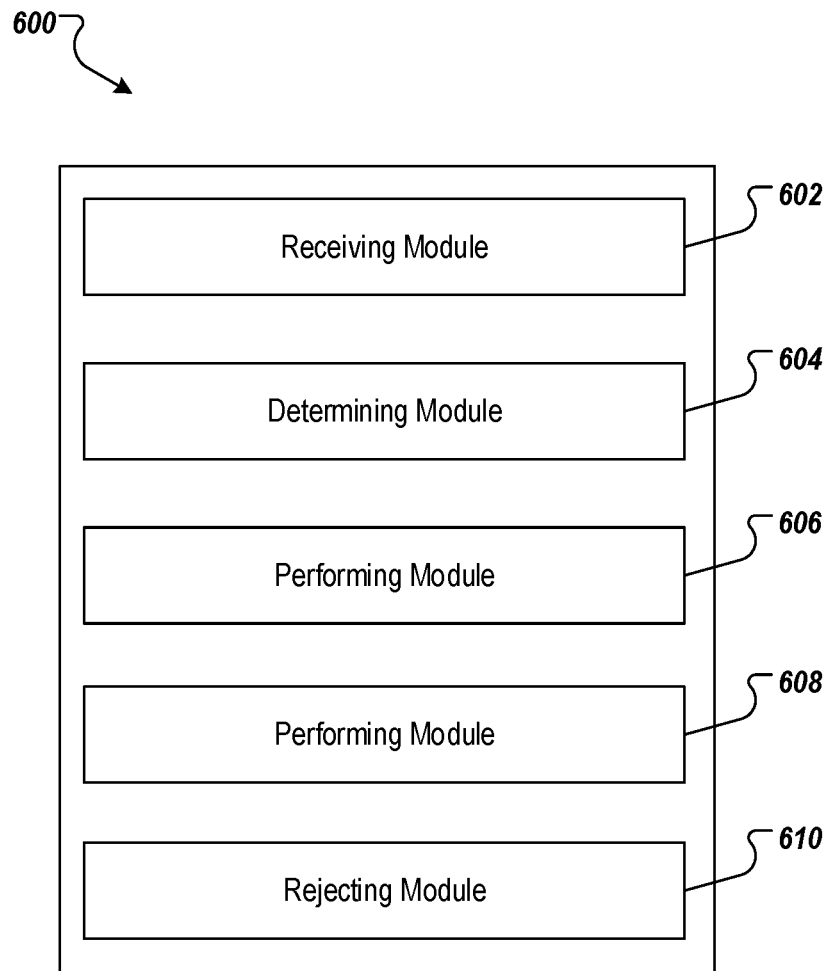 600
602
Receiving Module
604
Determining Module
606
Performing Module
608
Performing Module
610
Rejecting Module